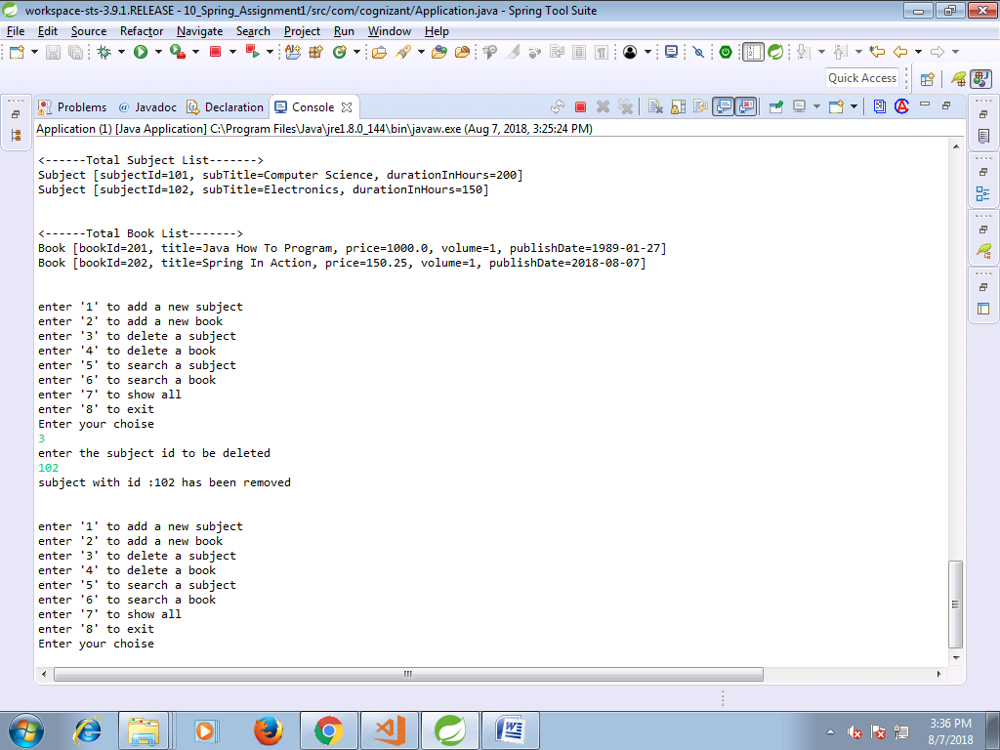 workspace-sts-3.9.1.RELEASE - 10_Spring_Assignment1/src/com/cognizant/Application.java - Spring Tool Suite
File Edit Source Refactor Navigate Search Project Run Window Help
Quick Access
Problems @ Javadoc Declaration Console
Application (1) [Java Application] C:\Program Files\Java\jre1.8.0_144\bin\javaw.exe (Aug 7, 2018, 3:25:24 PM)
<------Total Subject List------->
Subject [subjectId=101, subTitle=Computer Science, durationInHours=200]
Subject [subjectId=102, subTitle=Electronics, durationInHours=150]
<------Total Book List------->
Book [bookId=201, title=Java How To Program, price=1000.0, volume=1, publishDate=1989-01-27]
Book [bookId=202, title=Spring In Action, price=150.25, volume=1, publishDate=2018-08-07]
enter '1' to add a new subject
enter '2' to add a new book
enter '3' to delete a subject
enter '4' to delete a book
enter '5' to search a subject
enter '6' to search a book
enter '7' to show all
enter '8' to exit
Enter your choise
3
enter the subject id to be deleted
102
subject with id :102 has been removed
enter '1' to add a new subject
enter '2' to add a new book
enter '3' to delete a subject
enter '4' to delete a book
enter '5' to search a subject
enter '6' to search a book
enter '7' to show all
enter '8' to exit
Enter your choise
3:36 PM
8/7/2018